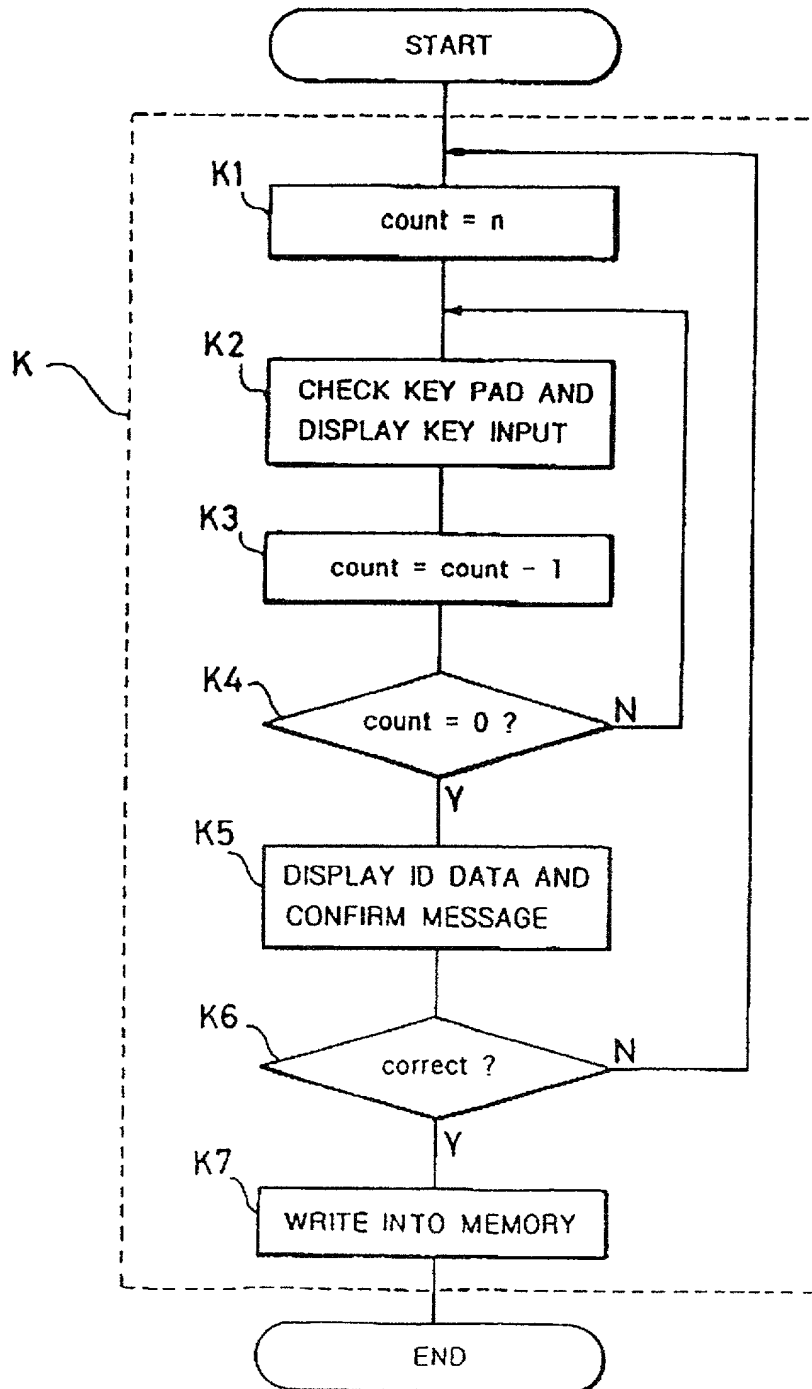 START
K1
count = n
K
K2
CHECK KEY PAD AND
DISPLAY KEY INPUT
K3
count = count - 1
K4
count = 0 ?
N
Y
K5
DISPLAY ID DATA AND
CONFIRM MESSAGE
K6
correct ?
N
Y
K7
WRITE INTO MEMORY
END